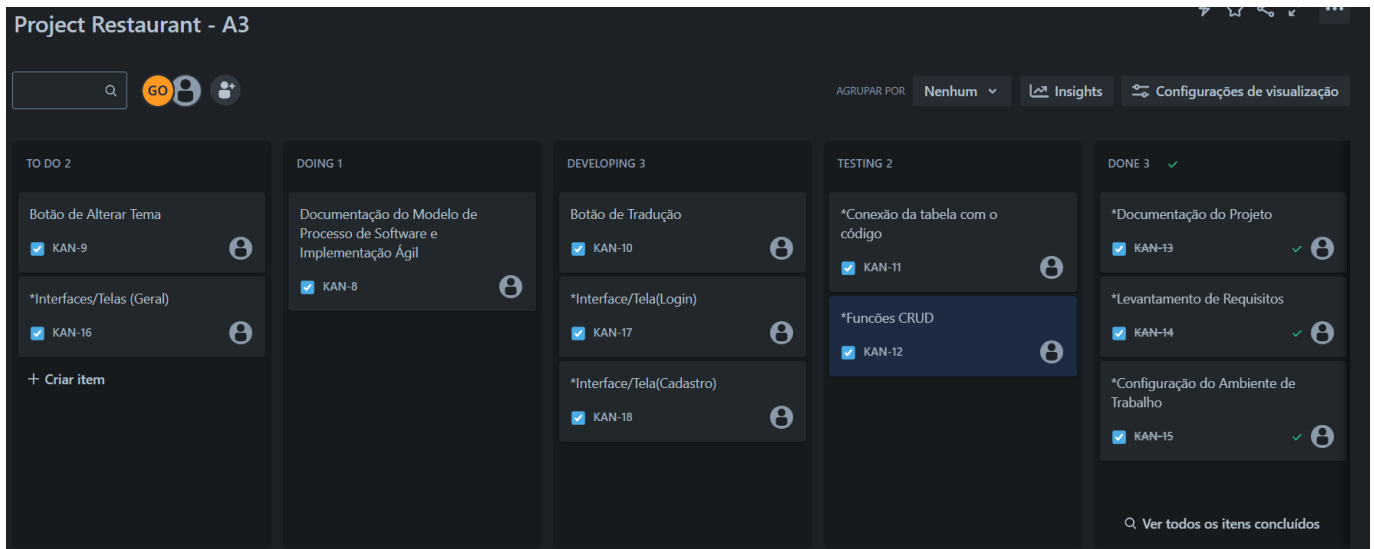 Project Restaurant - A3
GO
AGRUPAR POR
Nenhum
Insights
Configurações de visualização
TO DO 2
Botão de Alterar Tema
KAN-9
*Interfaces/Telas (Geral)
KAN-16
+ Criar item
DOING 1
Documentação do Modelo de
Processo de Software e
Implementação Ágil
KAN-8
DEVELOPING 3
Botão de Tradução
KAN-10
*Interface/Tela(Login)
KAN-17
*Interface/Tela(Cadastro)
KAN-18
TESTING 2
*Conexão da tabela com o
código
KAN-11
*Funcões CRUD
KAN-12
DONE 3
*Documentação do Projeto
KAN-13
*Levantamento de Requisitos
KAN-14
*Configuração do Ambiente de
Trabalho
KAN-15
Ver todos os itens concluídos